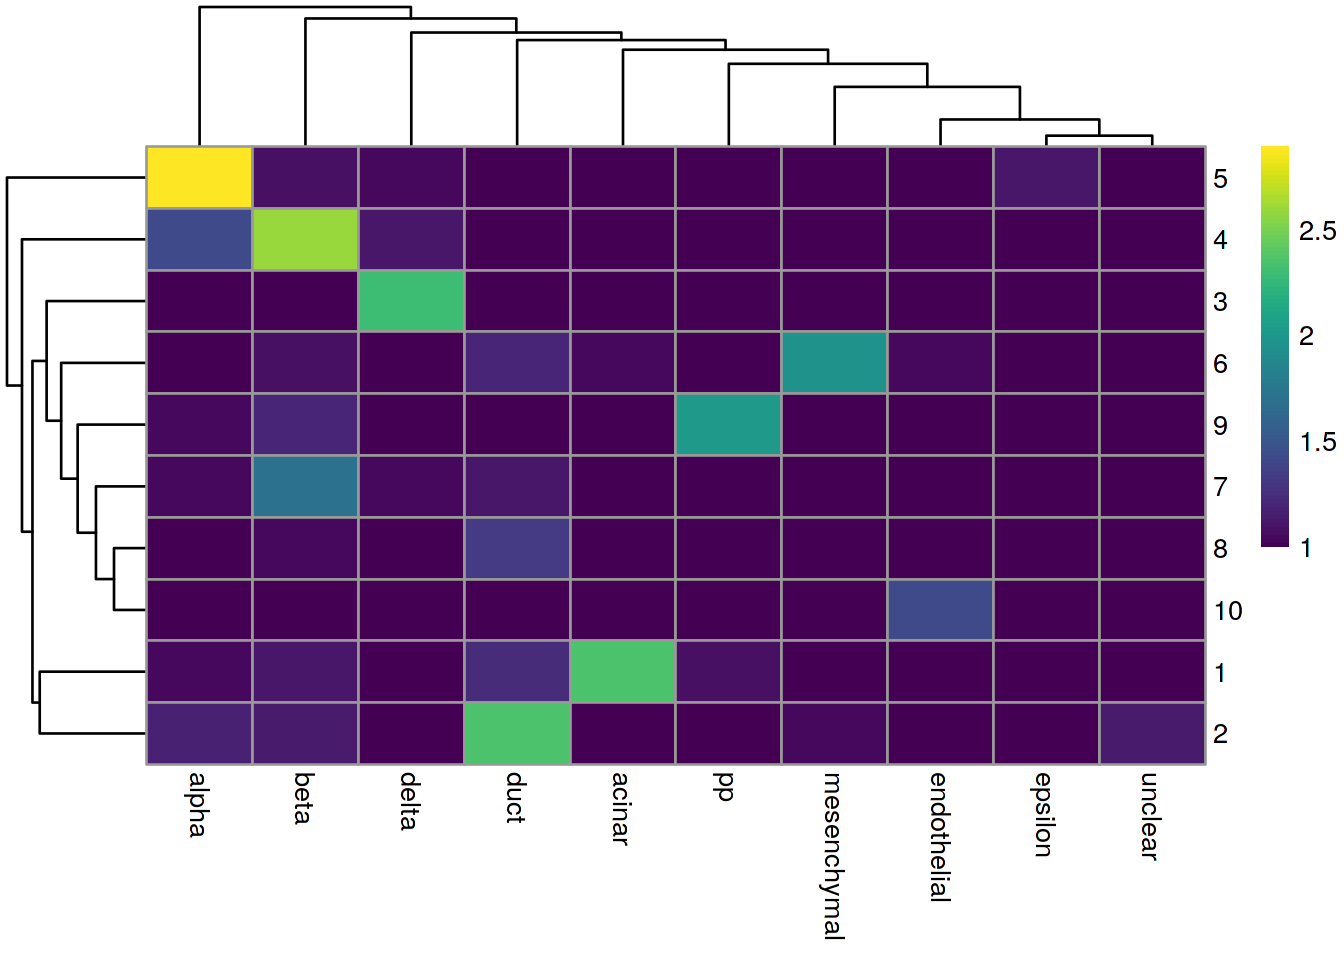 5
4
3
6
9
7
8
10
1
2
2.5
2
1.5
1
alpha
beta
delta
duct
acinar
pp
mesenchymal
endothelial
epsilon
unclear